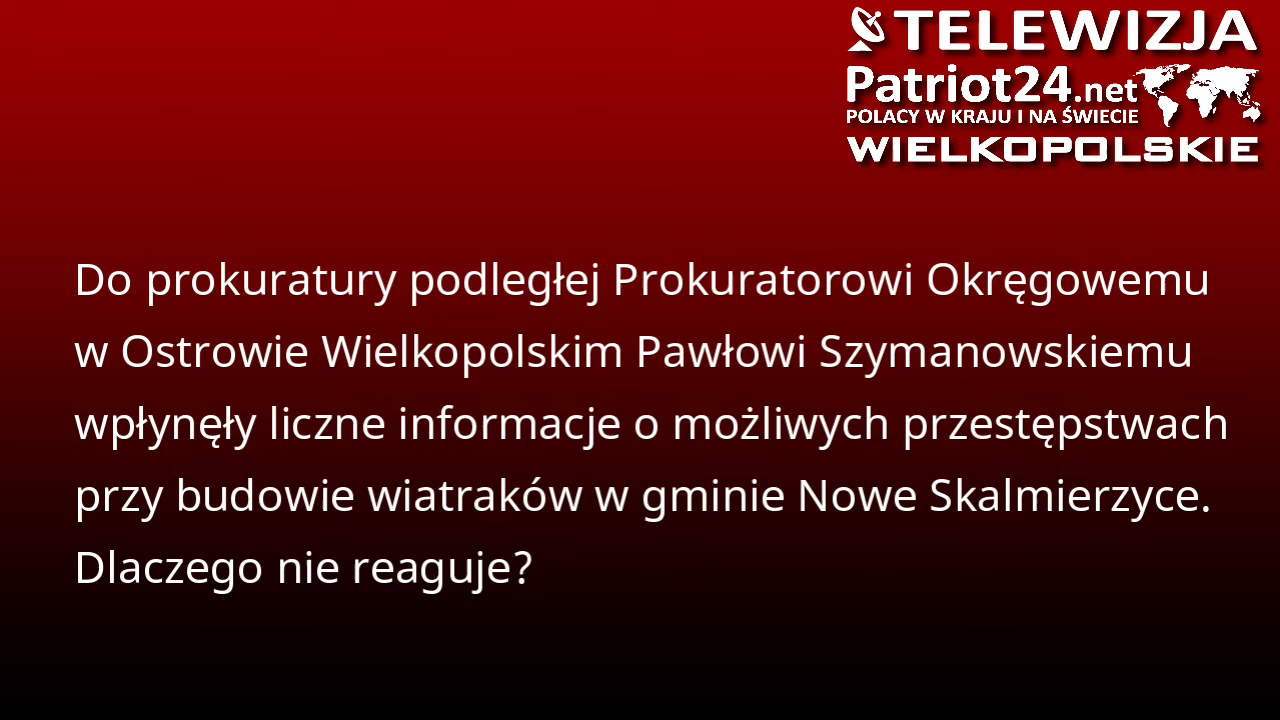 TELEWIZJA
Patriot24.net
POLACY W KRAJU I NA ŚWIECIE
WIELKOPOLSKIE
Do prokuratury podległej Prokuratorowi Okręgowemu
w Ostrowie Wielkopolskim Pawłowi Szymanowskiemu
wpłynęły liczne informacje o możliwych przestępstwach
przy budowie wiatraków w gminie Nowe Skalmierzyce.
Dlaczego nie reaguje?